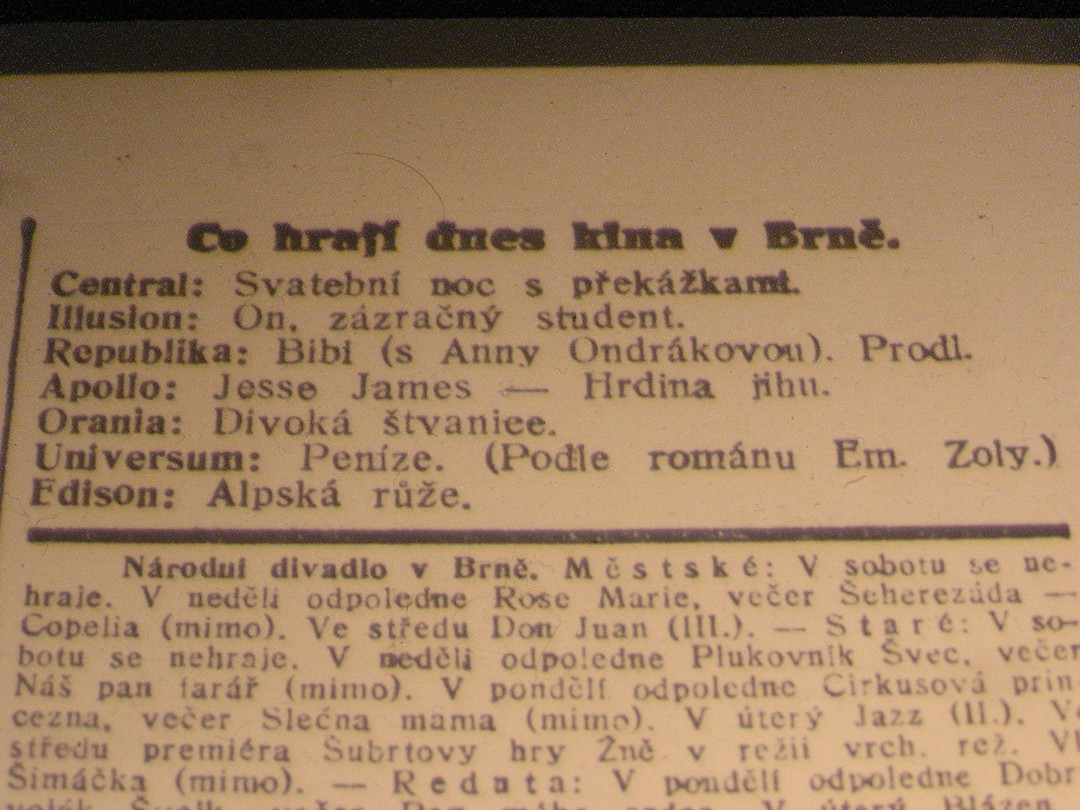 Co hrají dnes kina v Brně.
Central: Svatební noc s překážkami.
Illusion: On, zázračný student.
Republika: Bibi (s Anny Ondrákovou). Prodl.
Apollo: Jesse James — Hrdina jihu.
Orania: Divoká štvanice.
Universum: Peníze. (Podle románu Em. Zoly.)
Edison: Alpská růže.
Národní divadlo v Brně. Městské: V sobotu se ne-
hraje. V neděli odpoledne Rose Marie, večer Šeherezáda —
Copelia (mimo). Ve středu Don Juan (III.). — Staré: V so-
botu se nehraje. V neděli odpoledne Plukovník Švec, večer
Náš pan farář (mimo). V pondělí odpoledne Cirkusová prin-
cezna, večer Slečna mama (mimo). V úterý Jazz (II.). Ve
středu premiéra Šubrtovy hry Žně v režii vrch. rež. Vl
Šimáčka (mimo). — Reduta: V pondělí odpoledne Dobr